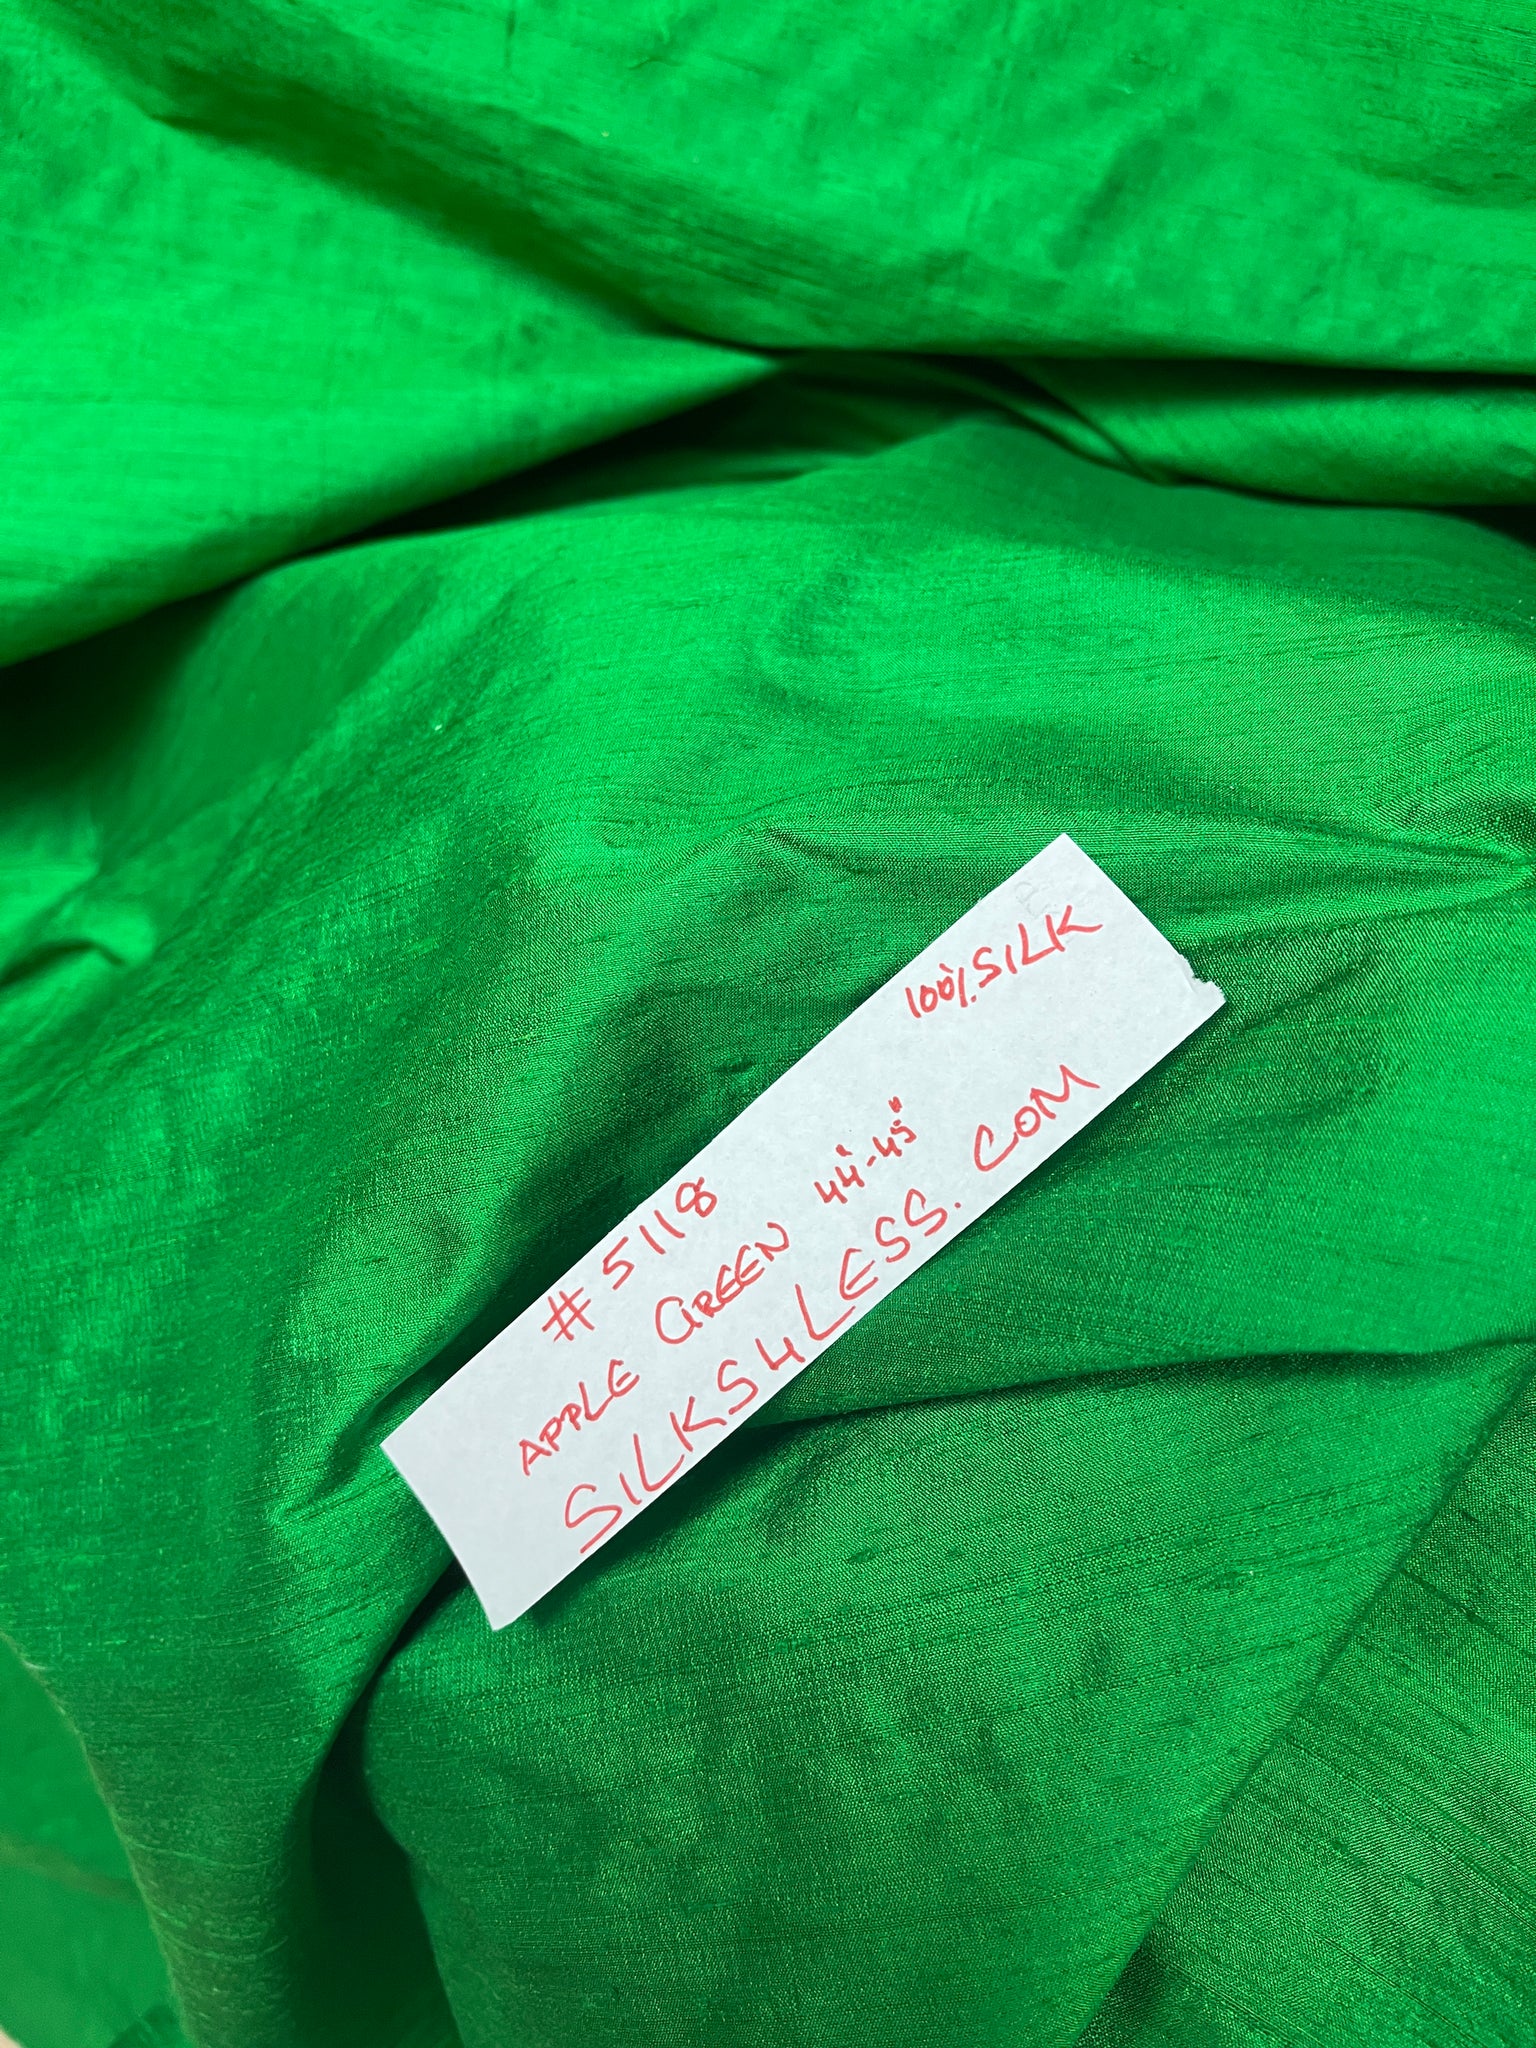 #5118 100% SILK
APPLE GREEN 44"-45"
SILKS4LESS.COM